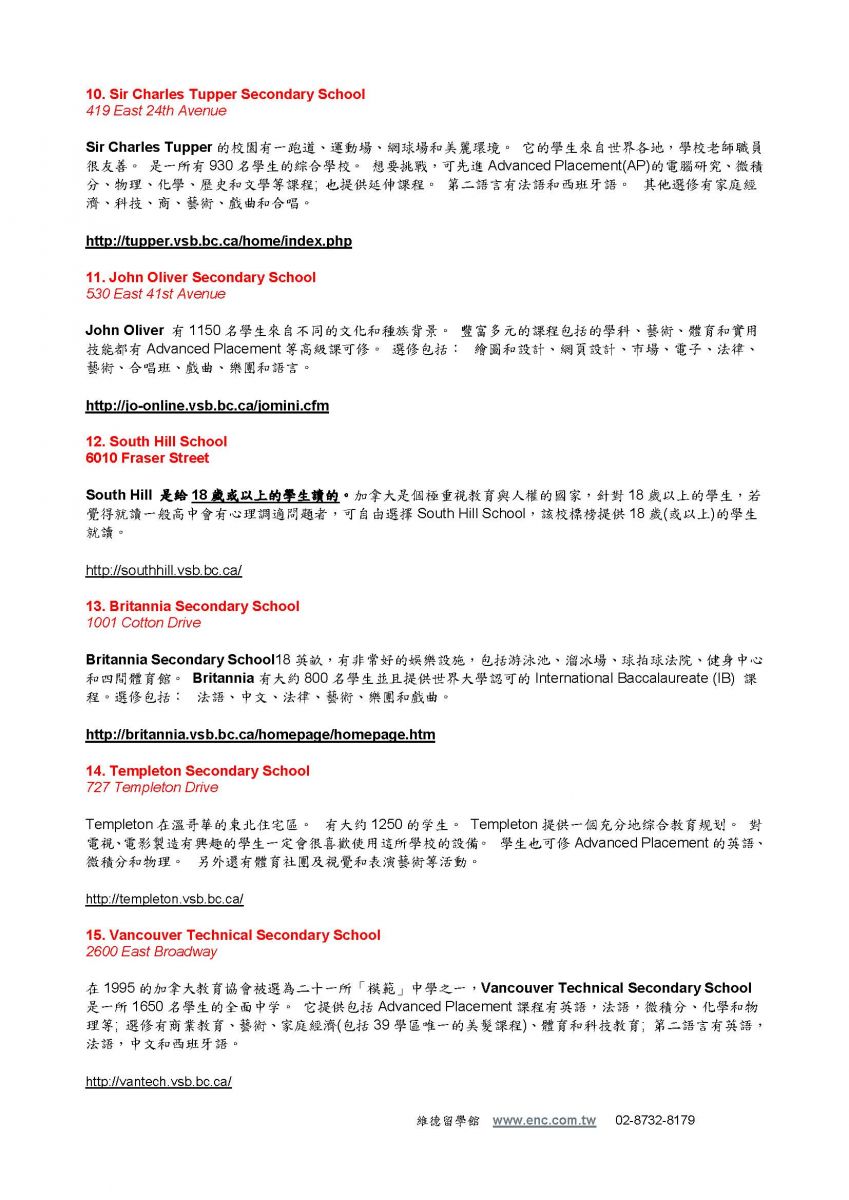 10. Sir Charles Tupper Secondary School
419 East 24th Avenue
Sir Charles Tupper 的校園有一跑道、運動場、網球場和美麗環境。 它的學生來自世界各地，學校老師職員
很友善。 是一所有 930 名學生的綜合學校。 想要挑戰，可先進 Advanced Placement(AP)的電腦研究、微積
分、物理、化學、歷史和文學等課程; 也提供延伸課程。 第二語言有法語和西班牙語。 其他選修有家庭經
濟、科技、商、藝術、戲曲和合唱。
http://tupper.vsb.bc.ca/home/index.php
11. John Oliver Secondary School
530 East 41st Avenue
John Oliver 有 1150 名學生來自不同的文化和種族背景。 豐富多元的課程包括的學科、藝術、體育和實用
技能都有 Advanced Placement 等高級課可修。 選修包括： 繪圖和設計、網頁設計、市場、電子、法律、
藝術、合唱班、戲曲、樂團和語言。
http://jo-online.vsb.bc.ca/jomini.cfm
12. South Hill School
6010 Fraser Street
South Hill 是給 18 歲或以上的學生讀的。加拿大是個極重視教育與人權的國家，針對 18 歲以上的學生，若
覺得就讀一般高中會有心理調適問題者，可自由選擇 South Hill School，該校標榜提供 18 歲(或以上)的學生
就讀。
http://southhill.vsb.bc.ca/
13. Britannia Secondary School
1001 Cotton Drive
Britannia Secondary School18 英畝，有非常好的娛樂設施，包括游泳池、溜冰場、球拍球法院、健身中心
和四間體育館。 Britannia 有大約 800 名學生並且提供世界大學認可的 International Baccalaureate (IB) 課
程。選修包括： 法語、中文、法律、藝術、樂團和戲曲。
http://britannia.vsb.bc.ca/homepage/homepage.htm
14. Templeton Secondary School
727 Templeton Drive
Templeton 在溫哥華的東北住宅區。 有大约 1250 的学生。 Templeton 提供一個充分地综合教育规划。 對
電視、電影製造有興趣的學生一定會很喜歡使用這所學校的設備。 學生也可修 Advanced Placement 的英語、
微積分和物理。 另外還有體育社團及視覺和表演藝術等活動。
http://templeton.vsb.bc.ca/
15. Vancouver Technical Secondary School
2600 East Broadway
在 1995 的加拿大教育協會被選為二十一所「模範」中學之一，Vancouver Technical Secondary School
是一所 1650 名學生的全面中学。 它提供包括 Advanced Placement 課程有英語，法語，微積分、化學和物
理等; 選修有商業教育、藝術、家庭經濟(包括 39 學區唯一的美髮課程)、體育和科技教育; 第二語言有英語，
法語，中文和西班牙語。
http://vantech.vsb.bc.ca/
維德留學館 www.enc.com.tw 02-8732-8179